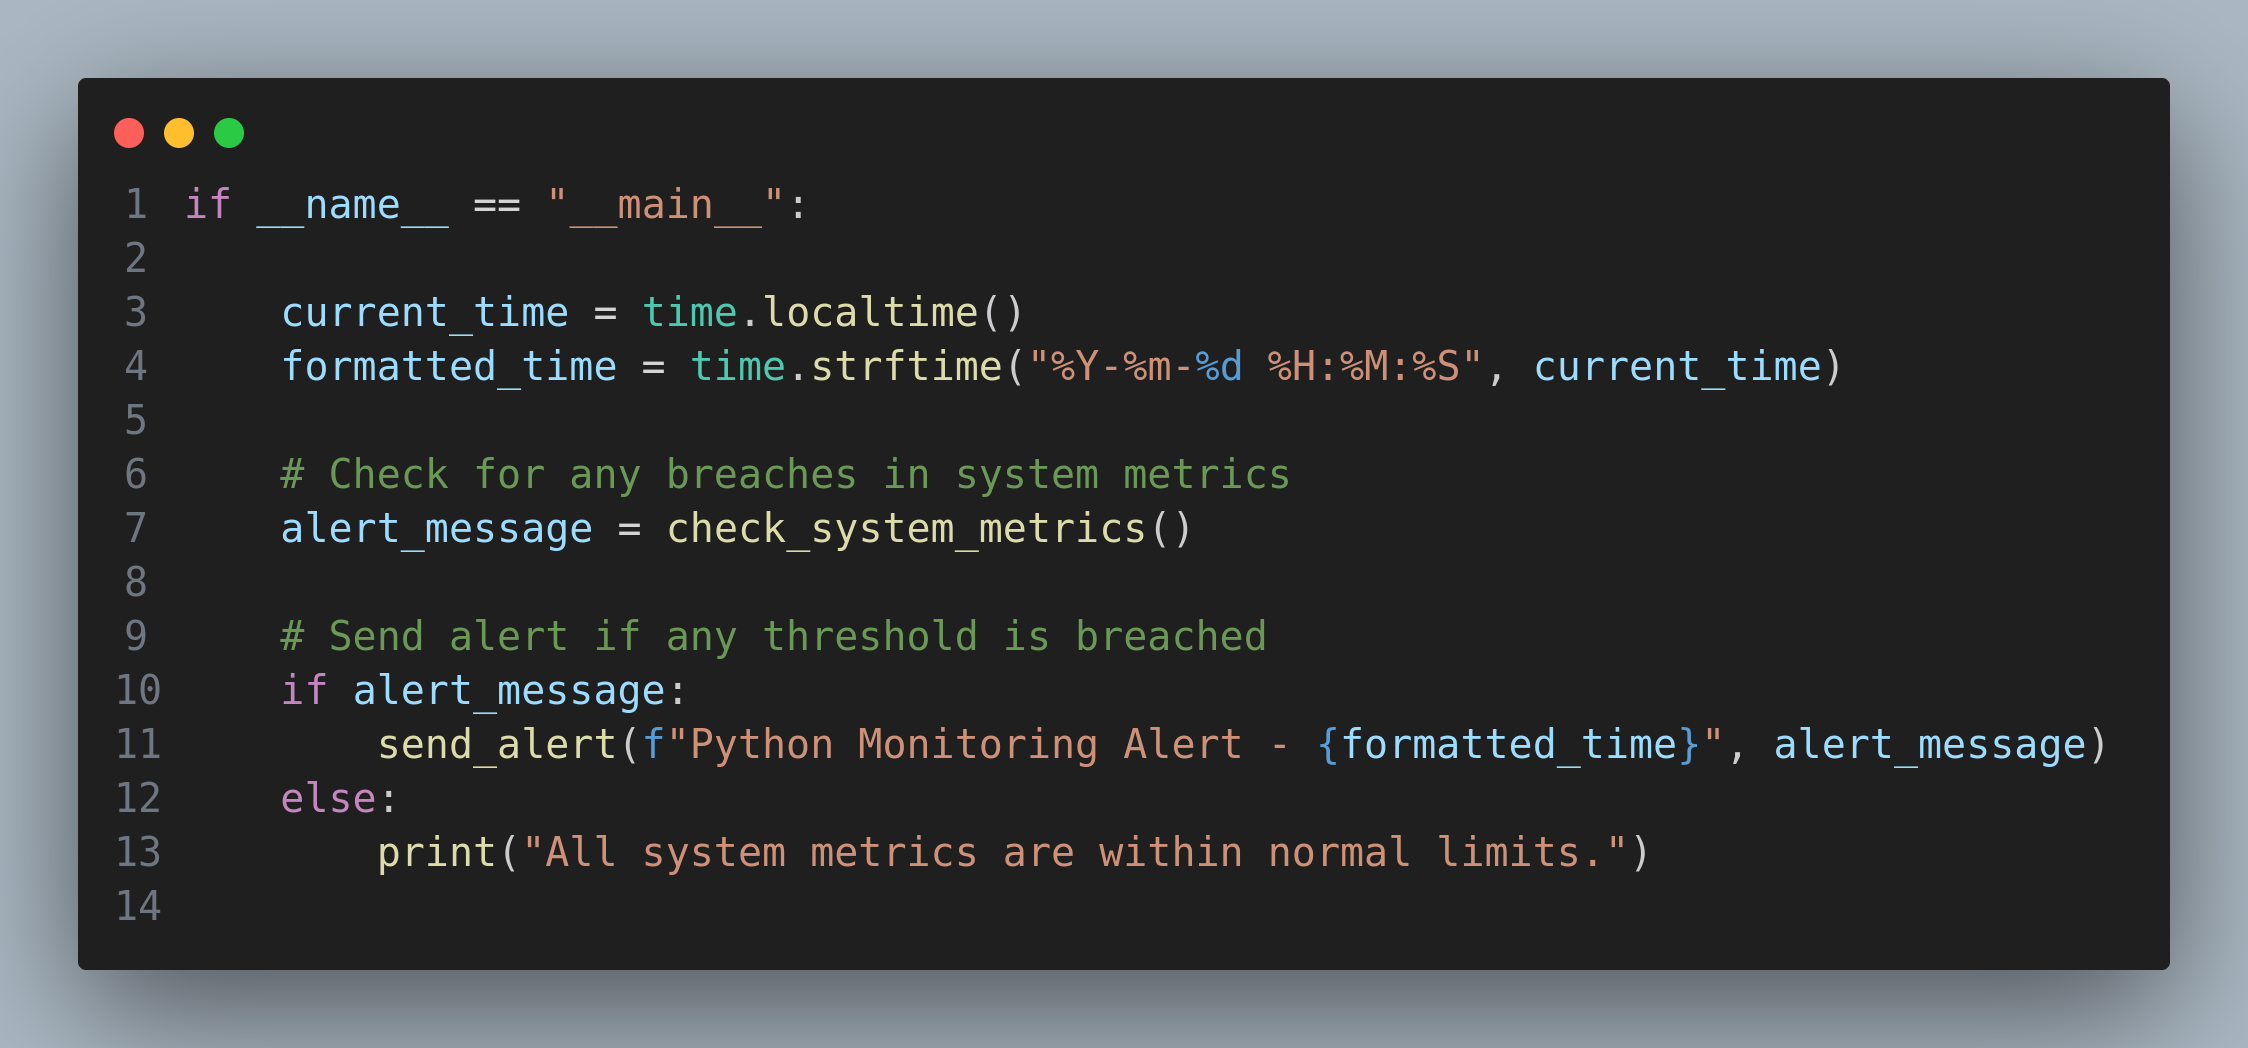 1 if __name__ == "__main__":
2
3     current_time = time.localtime()
4     formatted_time = time.strftime("%Y-%m-%d %H:%M:%S", current_time)
5
6     # Check for any breaches in system metrics
7     alert_message = check_system_metrics()
8
9     # Send alert if any threshold is breached
10     if alert_message:
11         send_alert(f"Python Monitoring Alert - {formatted_time}", alert_message)
12     else:
13         print("All system metrics are within normal limits.")
14